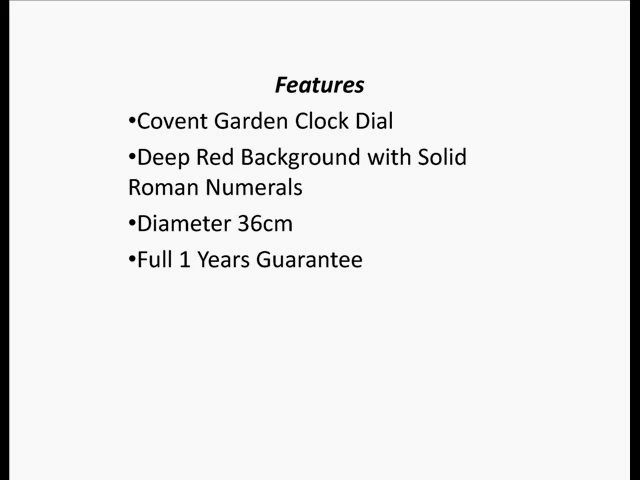 Features
•Covent Garden Clock Dial
•Deep Red Background with Solid
Roman Numerals
•Diameter 36cm
•Full 1 Years Guarantee